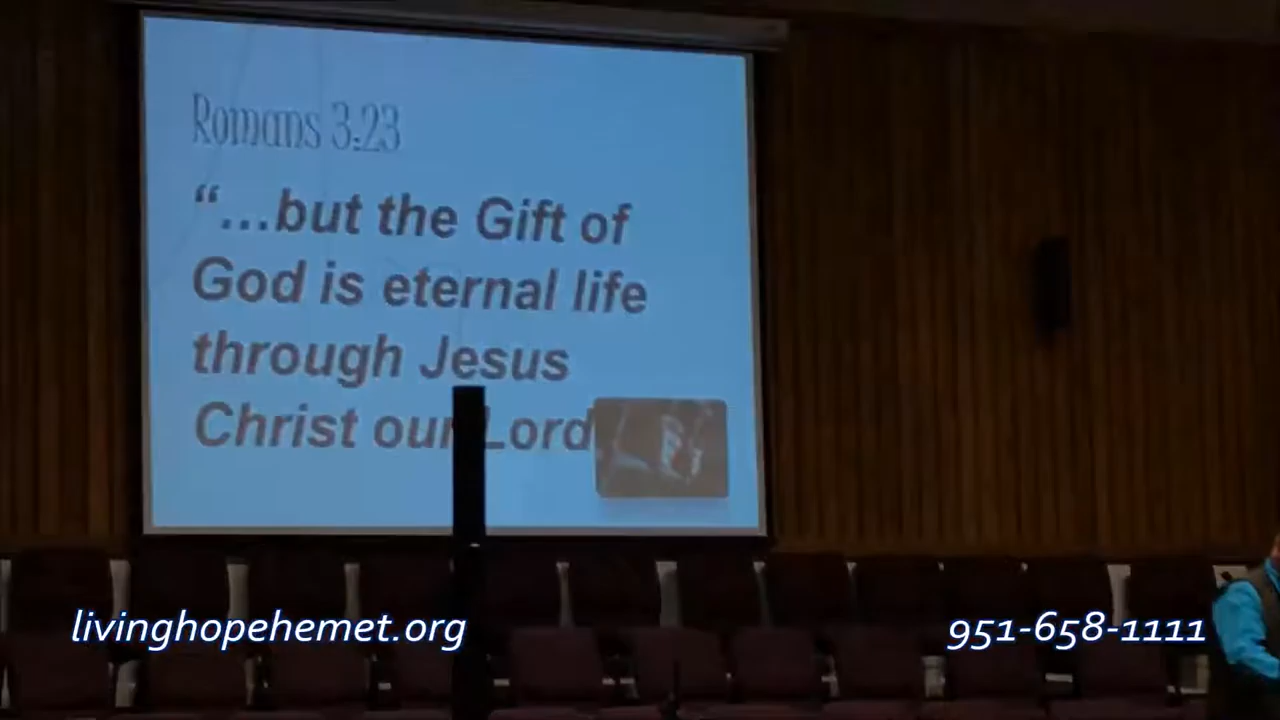 Romans 3:23
“...but the Gift of
God is eternal life
through Jesus
Christ our Lord
livinghopehemet.org
951-658-1111